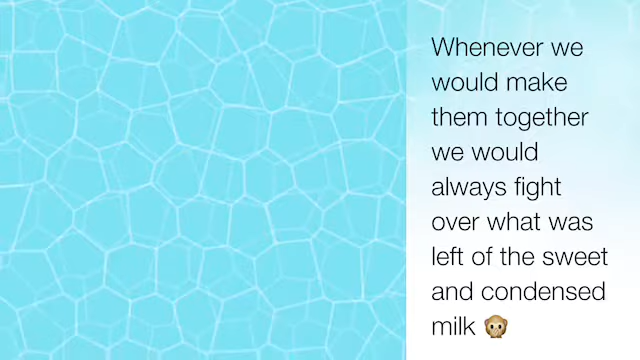 Whenever we
would make
them together
we would
always fight
over what was
left of the sweet
and condensed
milk 🙊